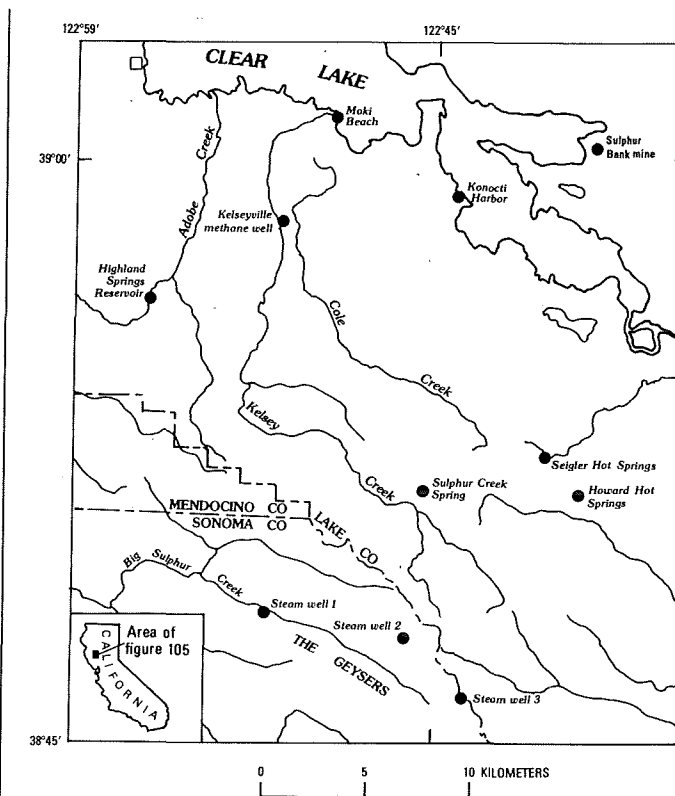 122°59′
122°45′
CLEAR LAKE
Moki
Beach
Sulphur
Bank mine
39°00′
Adobe Creek
Konocti
Harbor
Kelseyville
methane well
Highland
Springs
Reservoir
Cole Creek
Kelsey Creek
Seigler Hot Springs
Sulphur Creek
Spring
Howard Hot
Springs
MENDOCINO CO
SONOMA CO
LAKE CO
Big Sulphur Creek
Steam well 1
Steam well 2
THE GEYSERS
Steam well 3
Area of
figure 105
CALIFORNIA
38°45′
0 5 10 KILOMETERS